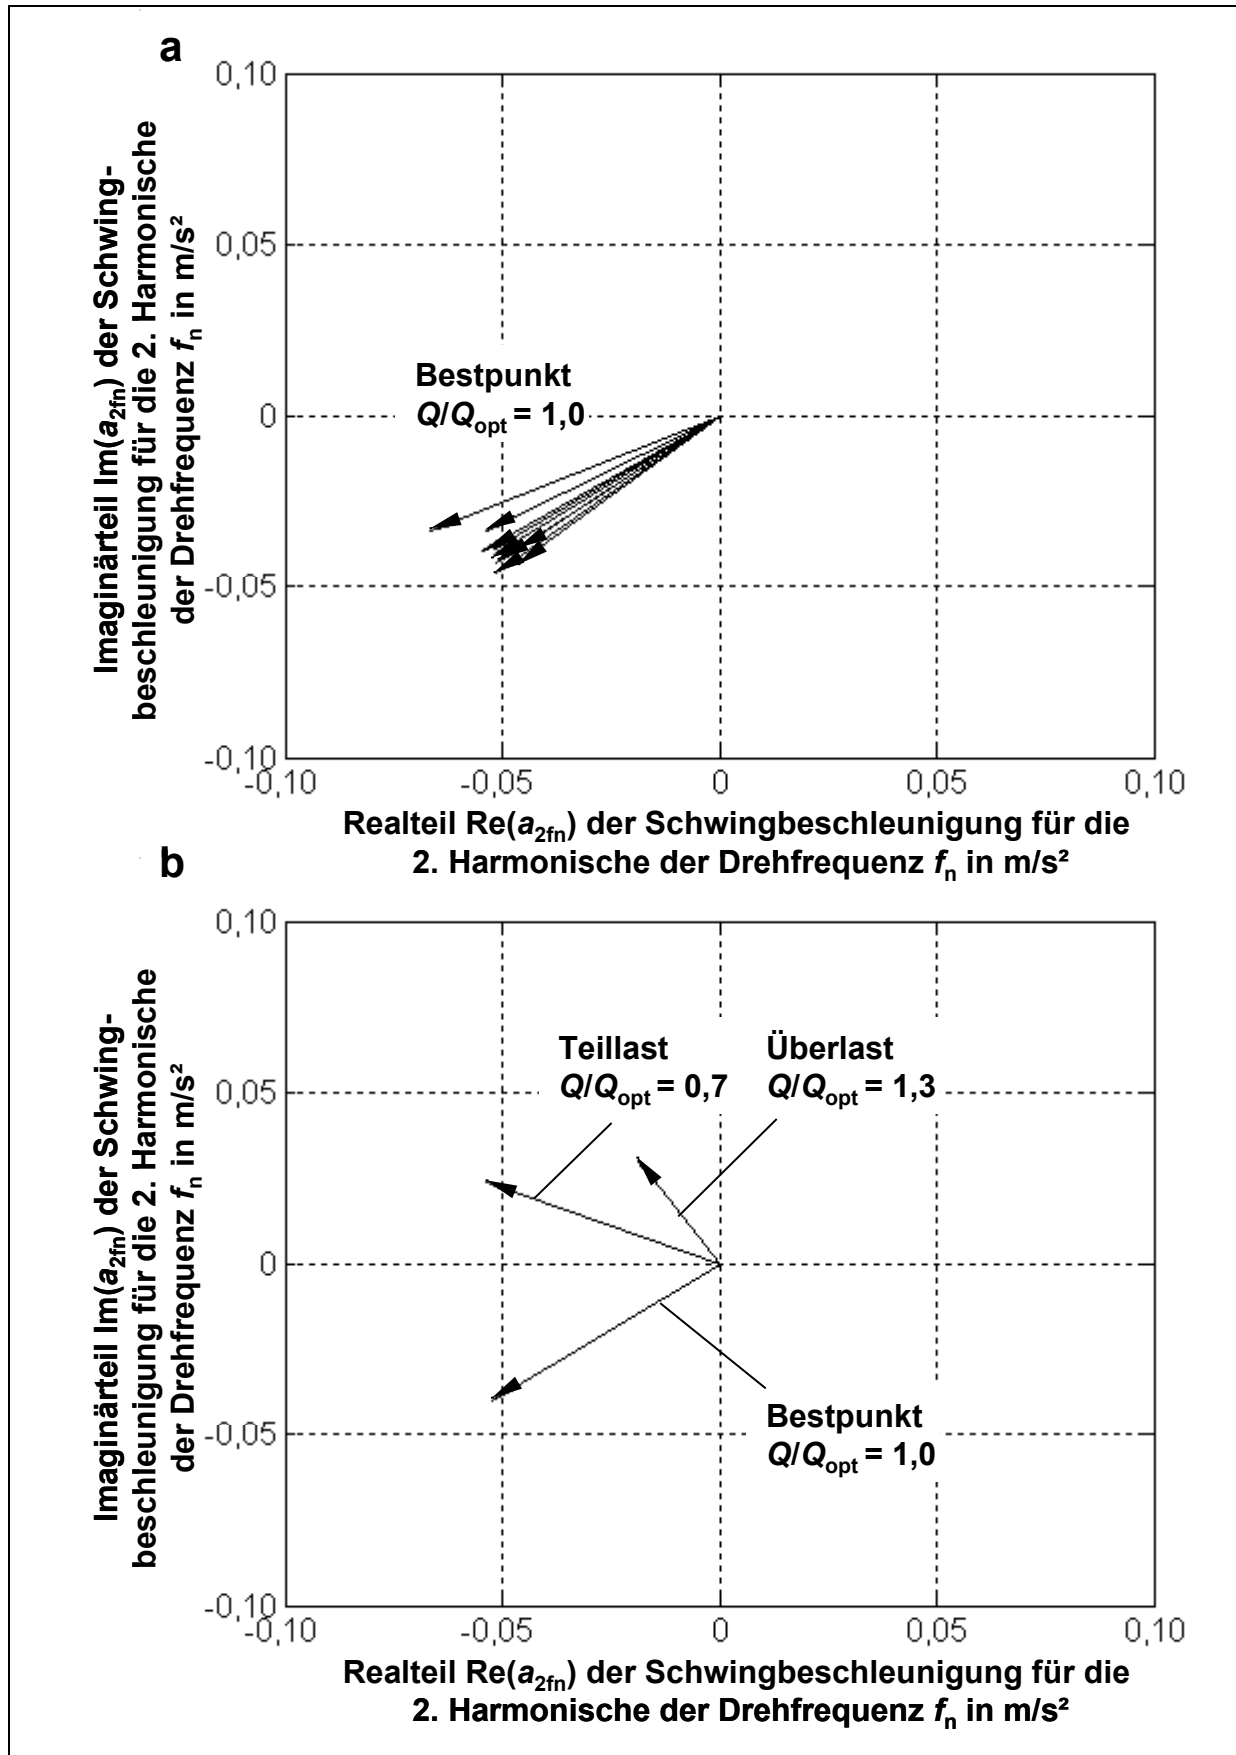 a
Imaginärteil Im(a2fn) der Schwing-
beschleunigung für die 2. Harmonische
der Drehfrequenz fn in m/s²
0,10
0,05
0
-0,05
-0,10
Bestpunkt
Q/Qopt = 1,0
-0,10 -0,05 0 0,05 0,10
Realteil Re(a2fn) der Schwingbeschleunigung für die
2. Harmonische der Drehfrequenz fn in m/s²
b
Imaginärteil Im(a2fn) der Schwing-
beschleunigung für die 2. Harmonische
der Drehfrequenz fn in m/s²
0,10
0,05
0
-0,05
-0,10
Teillast
Q/Qopt = 0,7
Überlast
Q/Qopt = 1,3
Bestpunkt
Q/Qopt = 1,0
-0,10 -0,05 0 0,05 0,10
Realteil Re(a2fn) der Schwingbeschleunigung für die
2. Harmonische der Drehfrequenz fn in m/s²